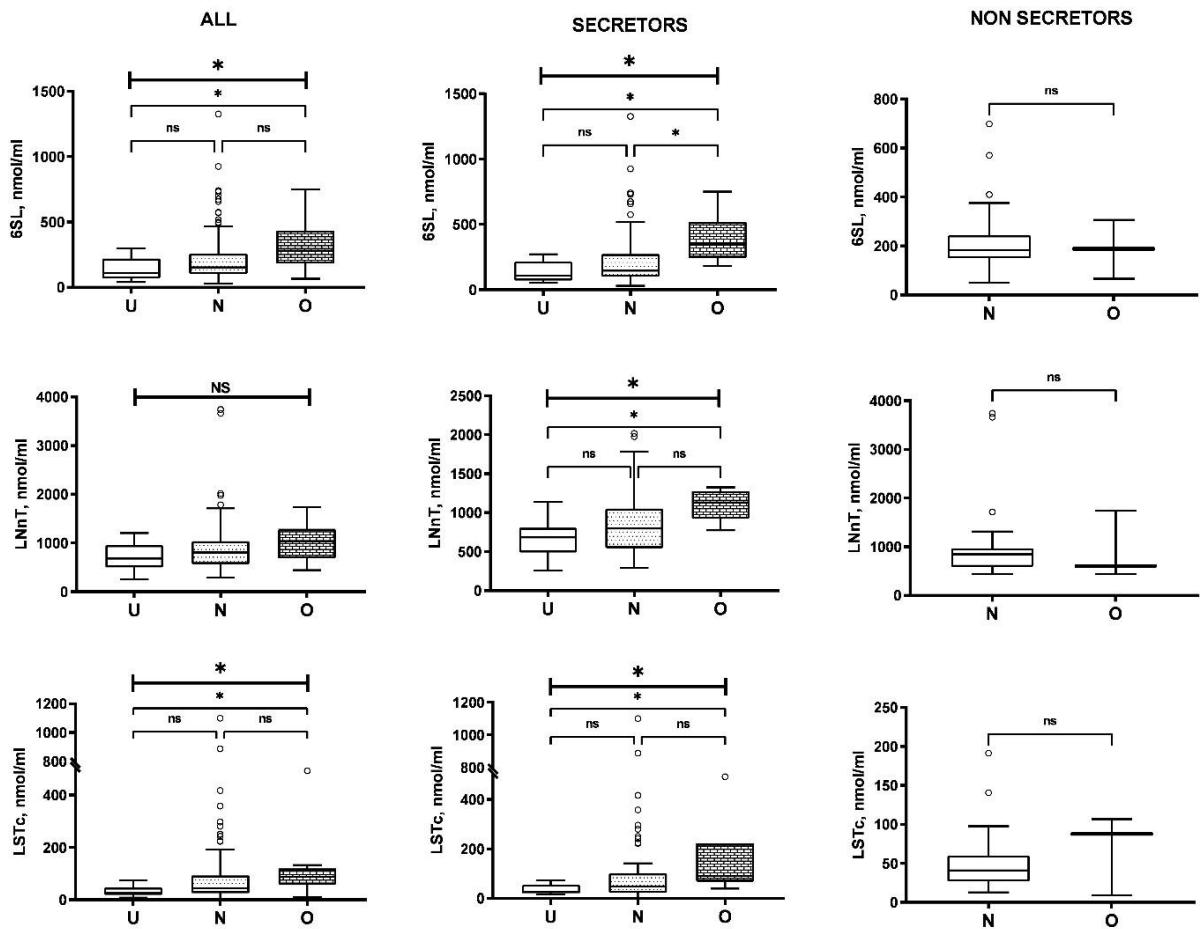 ALL
SECRETORS
NON SECRETORS
*
*
ns
ns
1500
1000
500
0
6SL, nmol/ml
U
N
O
*
*
ns
*
1500
1000
500
0
6SL, nmol/ml
U
N
O
ns
800
600
400
200
0
6SL, nmol/ml
N
O
NS
4000
3000
2000
1000
0
LNnT, nmol/ml
U
N
O
*
*
ns
ns
2500
2000
1500
1000
500
0
LNnT, nmol/ml
U
N
O
ns
4000
3000
2000
1000
0
LNnT, nmol/ml
N
O
*
*
ns
ns
1200
1000
800
400
200
0
LSTc, nmol/ml
U
N
O
*
*
ns
ns
1200
1000
800
400
200
0
LSTc, nmol/ml
U
N
O
ns
250
200
150
100
50
0
LSTc, nmol/ml
N
O